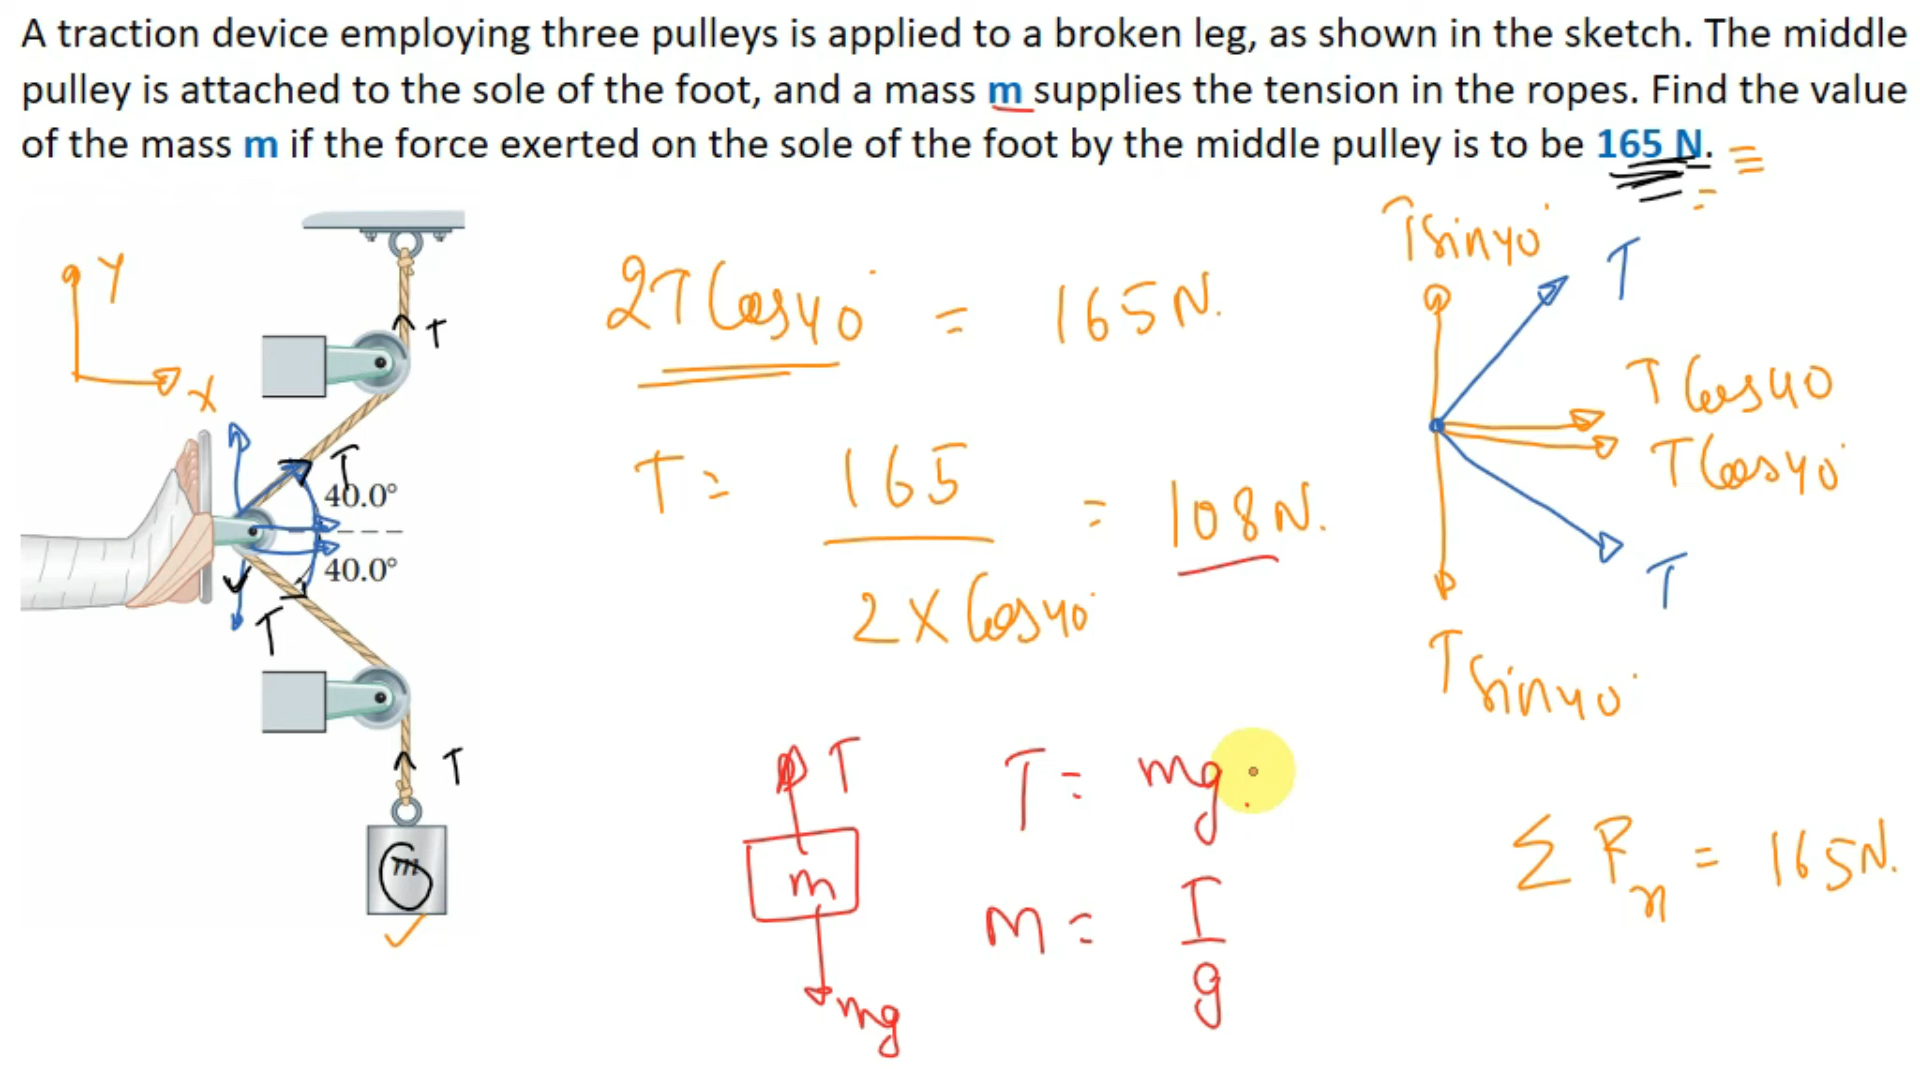 A traction device employing three pulleys is applied to a broken leg, as shown in the sketch. The middle
pulley is attached to the sole of the foot, and a mass m supplies the tension in the ropes. Find the value
of the mass m if the force exerted on the sole of the foot by the middle pulley is to be 165 N.
Y
X
T
T
40.0°
40.0°
T
T
m
2T Cos40° = 165N.
T = 165 / 2 X Cos40° = 108N.
T sin40°
T
T Cos40
T Cos40°
T
T sin40°
T
m
mg
T = mg.
m = T / g
Σ Fx = 165N.